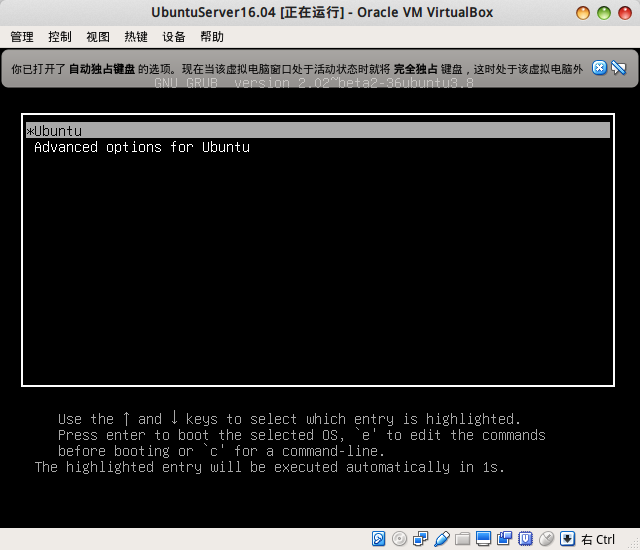 UbuntuServer16.04 [正在运行] - Oracle VM VirtualBox
管理 控制 视图 热键 设备 帮助
你已打开了 自动独占键盘 的选项。现在当该虚拟电脑窗口处于活动状态时就将 完全独占 键盘，这时处于该虚拟电脑外
GNU GRUB version 2.02~beta2-36ubuntu3.8
*Ubuntu
Advanced options for Ubuntu
Use the ↑ and ↓ keys to select which entry is highlighted.
Press enter to boot the selected OS, `e' to edit the commands
before booting or `c' for a command-line.
The highlighted entry will be executed automatically in 1s.
右 Ctrl